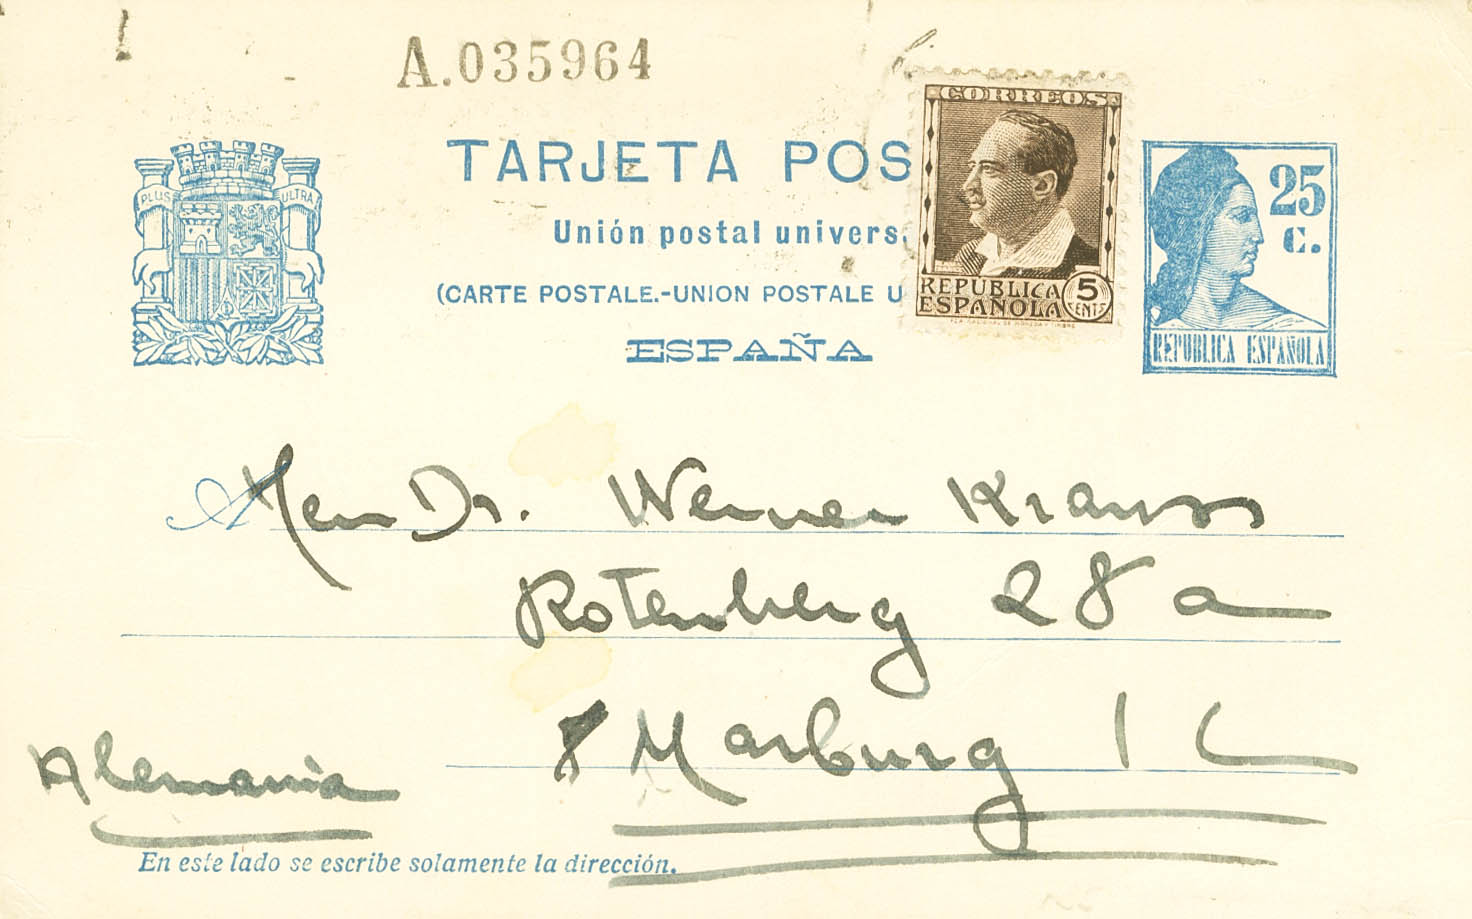 A.035964
TARJETA POS
Unión postal univers
(CARTE POSTALE.-UNION POSTALE U
ESPAÑA
PLUS ULTRA
CORREOS
REPUBLICA
ESPAÑOLA
5
CENTS
25
C.
REPUBLICA ESPAÑOLA
A Herrn Dr. Werner Krauss
Rotenberg 28 a
Marburg / L
Alemania
En este lado se escribe solamente la dirección.